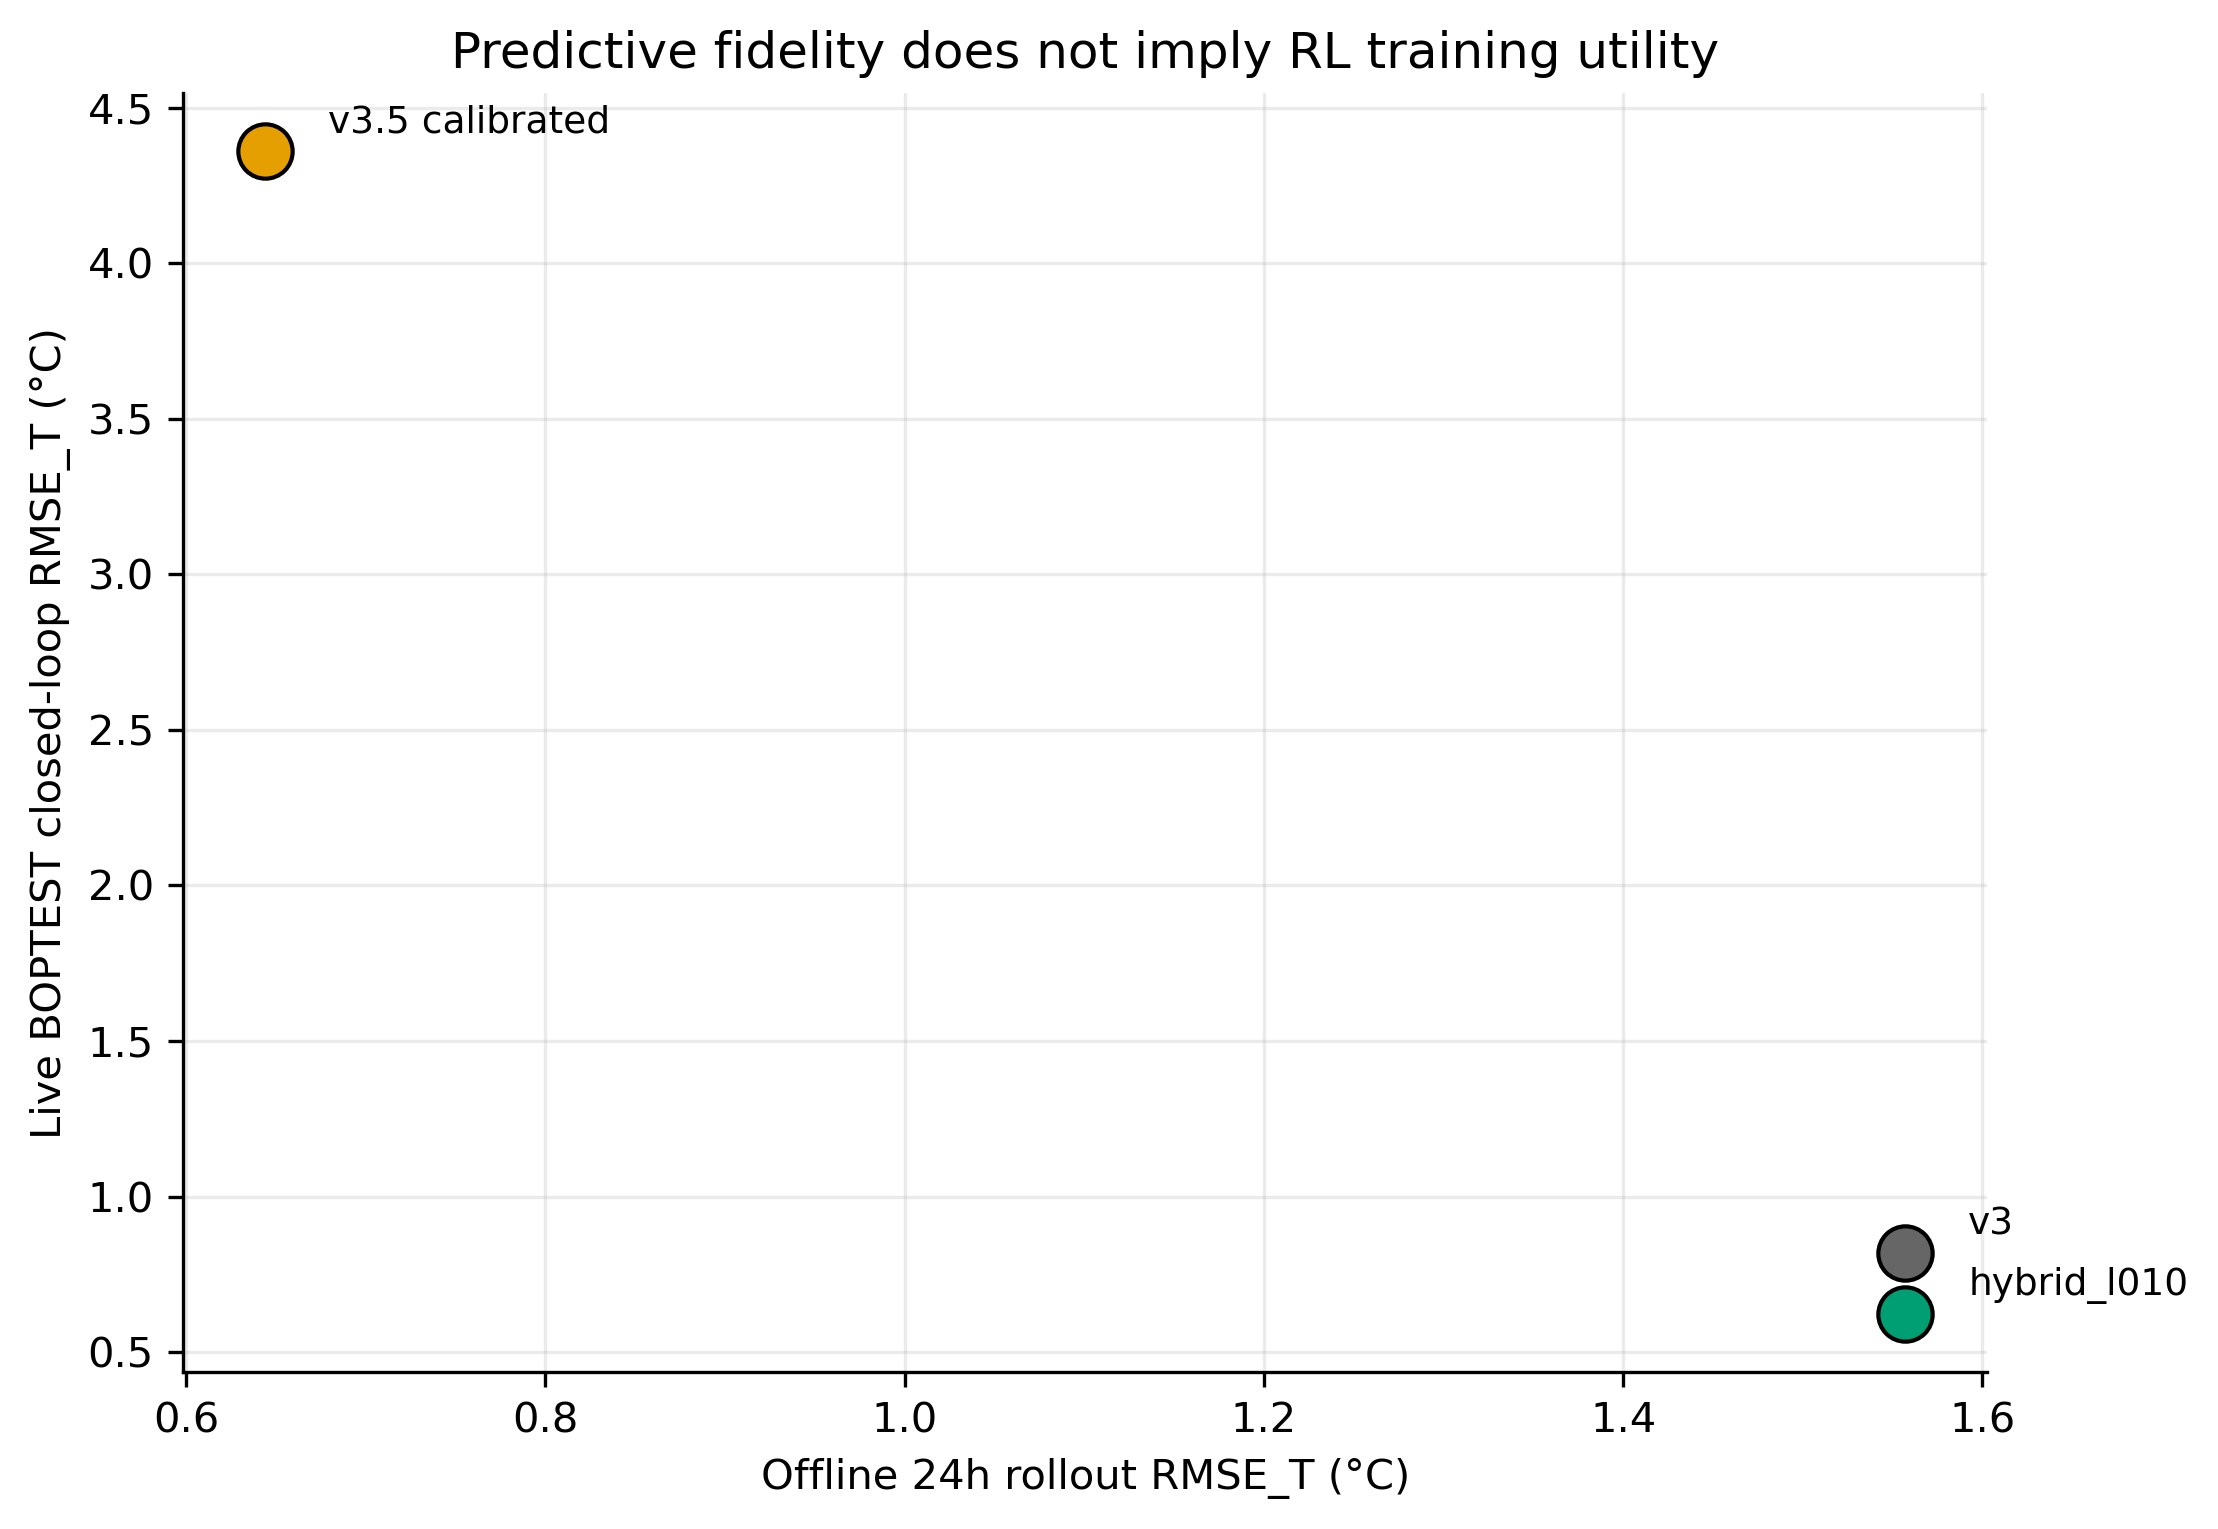 Predictive fidelity does not imply RL training utility
Live BOPTEST closed-loop RMSE_T (°C)
4.5
4.0
3.5
3.0
2.5
2.0
1.5
1.0
0.5
v3.5 calibrated
v3
hybrid_l010
0.6 0.8 1.0 1.2 1.4 1.6
Offline 24h rollout RMSE_T (°C)